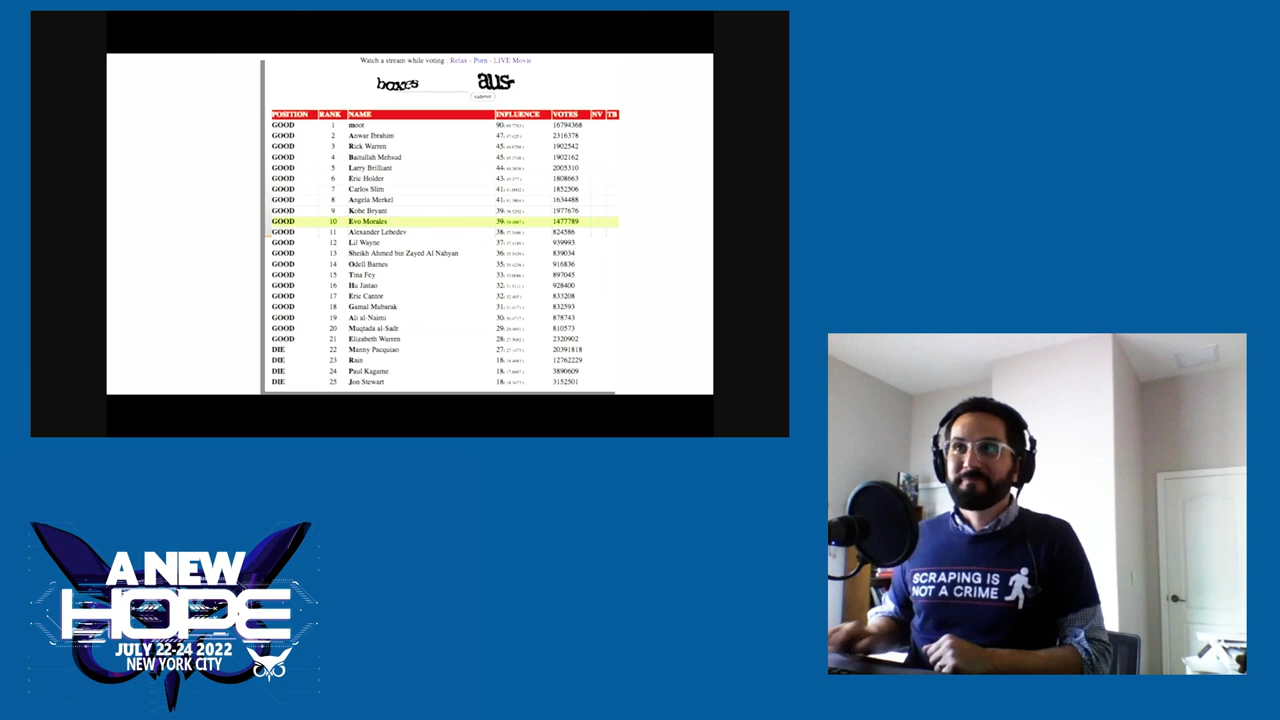 Watch a stream while voting : Relax - Porn - LIVE Movie
boxes aus-
submit
POSITION RANK NAME INFLUENCE VOTES NV TB
GOOD 1 moot 90 16794368
GOOD 2 Anwar Ibrahim 47 2316378
GOOD 3 Rick Warren 45 1902542
GOOD 4 Baitullah Mehsud 45 1902162
GOOD 5 Larry Brilliant 44 2005310
GOOD 6 Eric Holder 43 1808663
GOOD 7 Carlos Slim 41 1852506
GOOD 8 Angela Merkel 41 1634488
GOOD 9 Kobe Bryant 39 1977676
GOOD 10 Evo Morales 39 1477789
GOOD 11 Alexander Lebedev 38 824586
GOOD 12 Lil Wayne 37 939993
GOOD 13 Sheikh Ahmed bin Zayed Al Nahyan 36 839034
GOOD 14 Odell Barnes 35 916836
GOOD 15 Tina Fey 33 897045
GOOD 16 Hu Jintao 32 928400
GOOD 17 Eric Cantor 32 833208
GOOD 18 Gamal Mubarak 31 832593
GOOD 19 Ali al-Naimi 30 878743
GOOD 20 Muqtada al-Sadr 29 810573
GOOD 21 Elizabeth Warren 28 2320902
DIE 22 Manny Pacquiao 27 20391818
DIE 23 Rain 18 12762229
DIE 24 Paul Kagame 18 3890609
DIE 25 Jon Stewart 18 3152501
SCRAPING IS
NOT A CRIME
A NEW
HOPE
JULY 22-24 2022
NEW YORK CITY